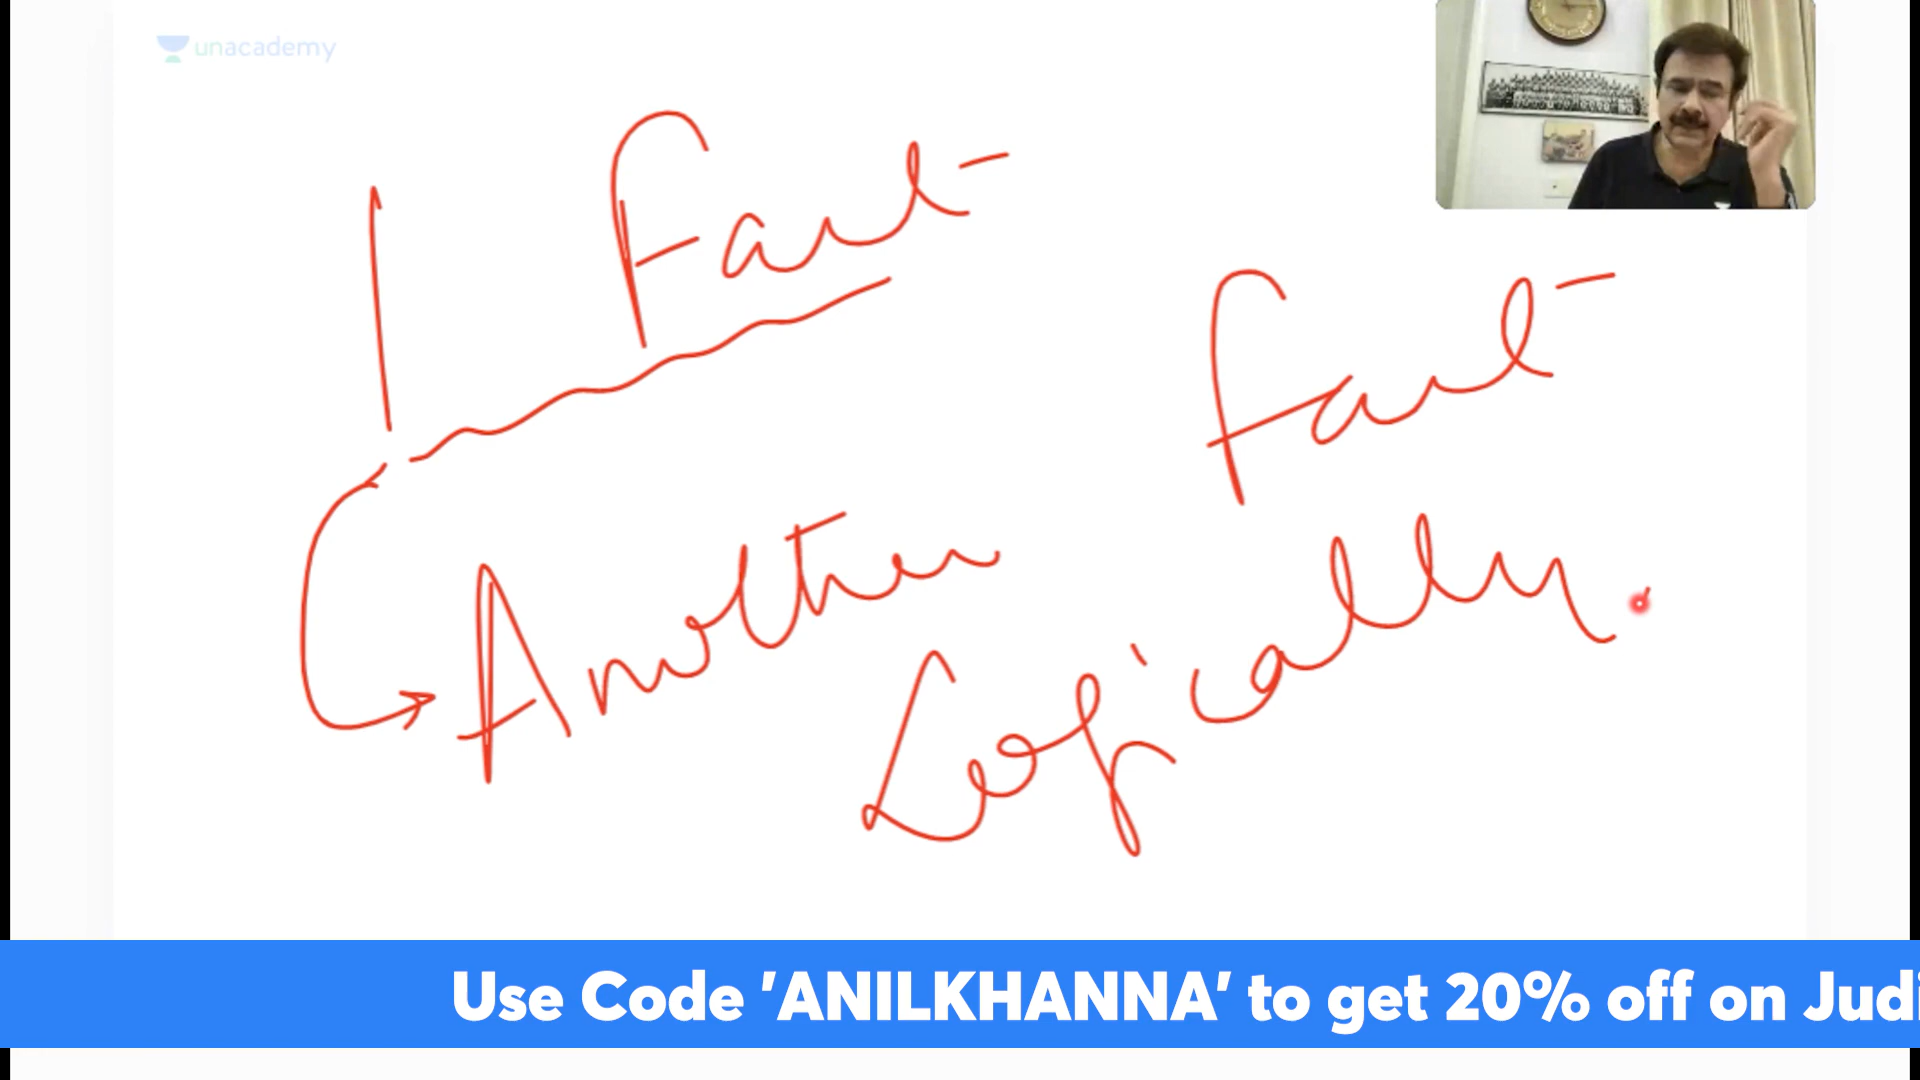 unacademy
1 Fact
Another Fact
Logically.
Use Code 'ANILKHANNA' to get 20% off on Judi